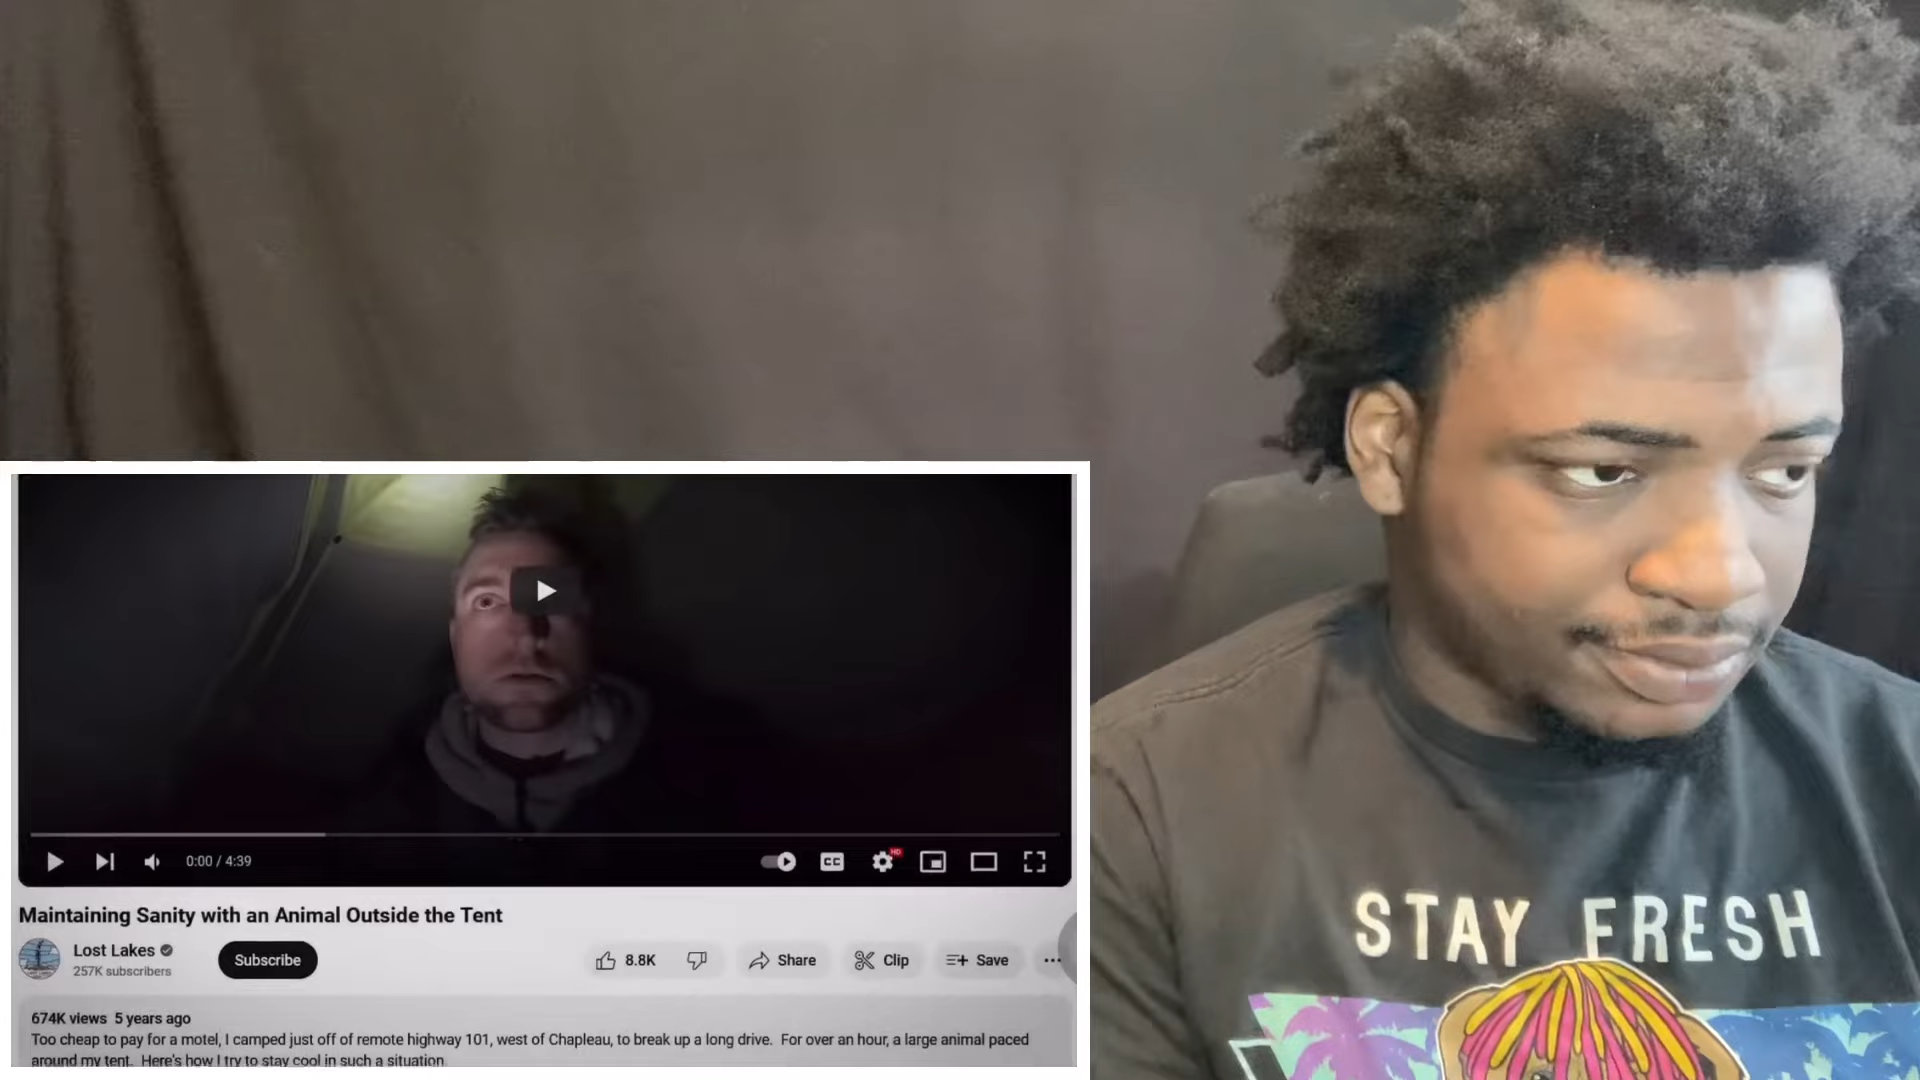 HD
CC
0:00 / 4:39
Maintaining Sanity with an Animal Outside the Tent
Lost Lakes
257K subscribers
Subscribe
8.8K
Share
Clip
Save
674K views 5 years ago
Too cheap to pay for a motel, I camped just off of remote highway 101, west of Chapleau, to break up a long drive. For over an hour, a large animal paced
around my tent. Here's how I try to stay cool in such a situation
STAY FRESH